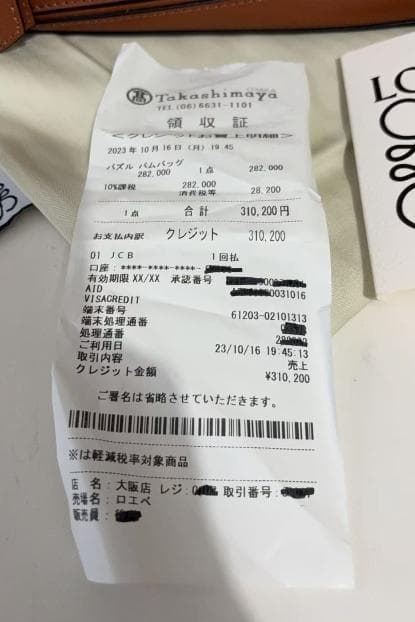 Takashimaya
TEL (06) 6631-1101
領収証
<クレジットお買上明細>
2023年10月16日 (月) 19:45
パズル バムバッグ
282,000 1点 282,000
10%課税 282,000
消費税等 28,200
1点 合計 310,200円
お支払内訳 クレジット 310,200
01 JCB 1回払
口座: ****-****-****-
有効期限 XX/XX 承認番号
AID 0031016
VISACREDIT
端末番号 61203-02101313
端末処理通番
処理通番
ご利用日 23/10/16 19:45:13
取引内容 売上
クレジット金額 ¥310,200
ご署名は省略させていただきます。
※は軽減税率対象商品
店 名: 大阪店 レジ: 取引番号:
売場名: ロエベ
販売員:
LO